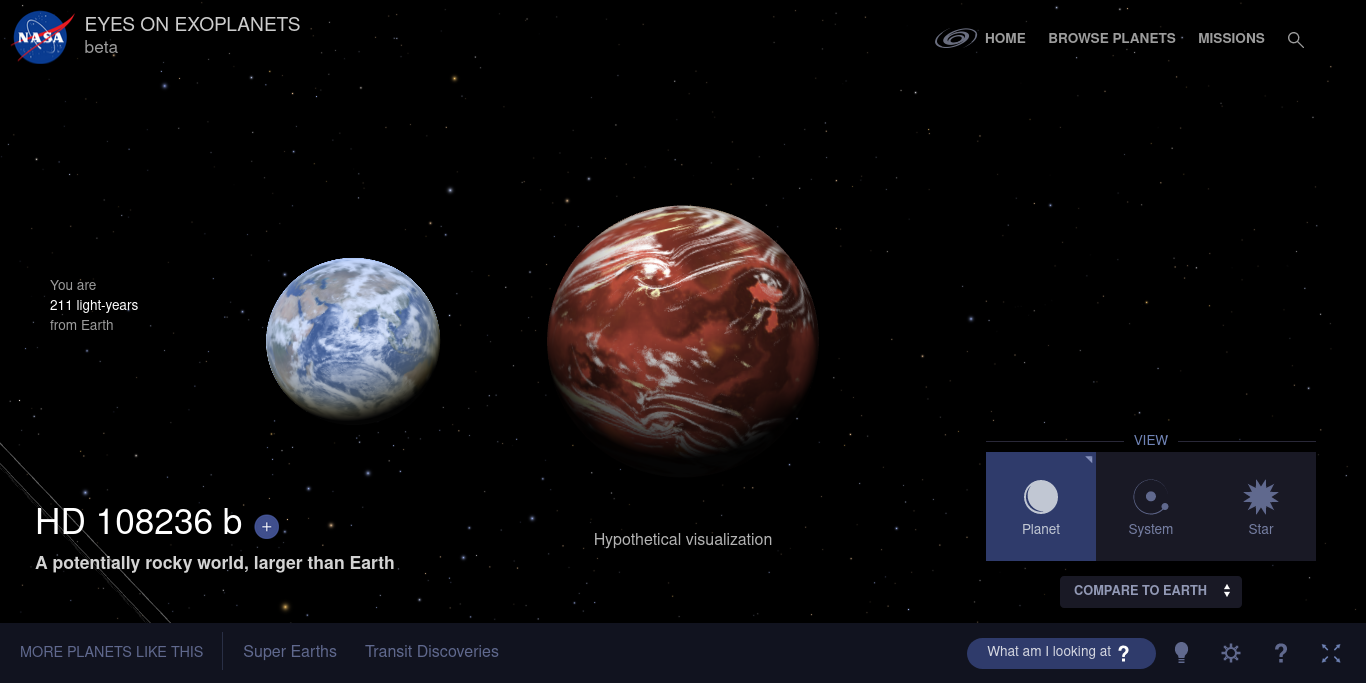 NASA
EYES ON EXOPLANETS
beta
HOME
BROWSE PLANETS
MISSIONS
You are
211 light-years
from Earth
HD 108236 b +
A potentially rocky world, larger than Earth
Hypothetical visualization
VIEW
Planet
System
Star
COMPARE TO EARTH
MORE PLANETS LIKE THIS
Super Earths
Transit Discoveries
What am I looking at ?
?